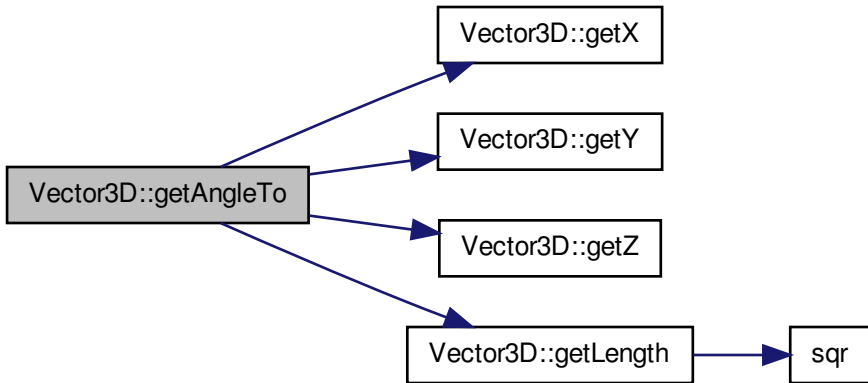 Vector3D::getX
Vector3D::getY
Vector3D::getAngleTo
Vector3D::getZ
Vector3D::getLength
sqr